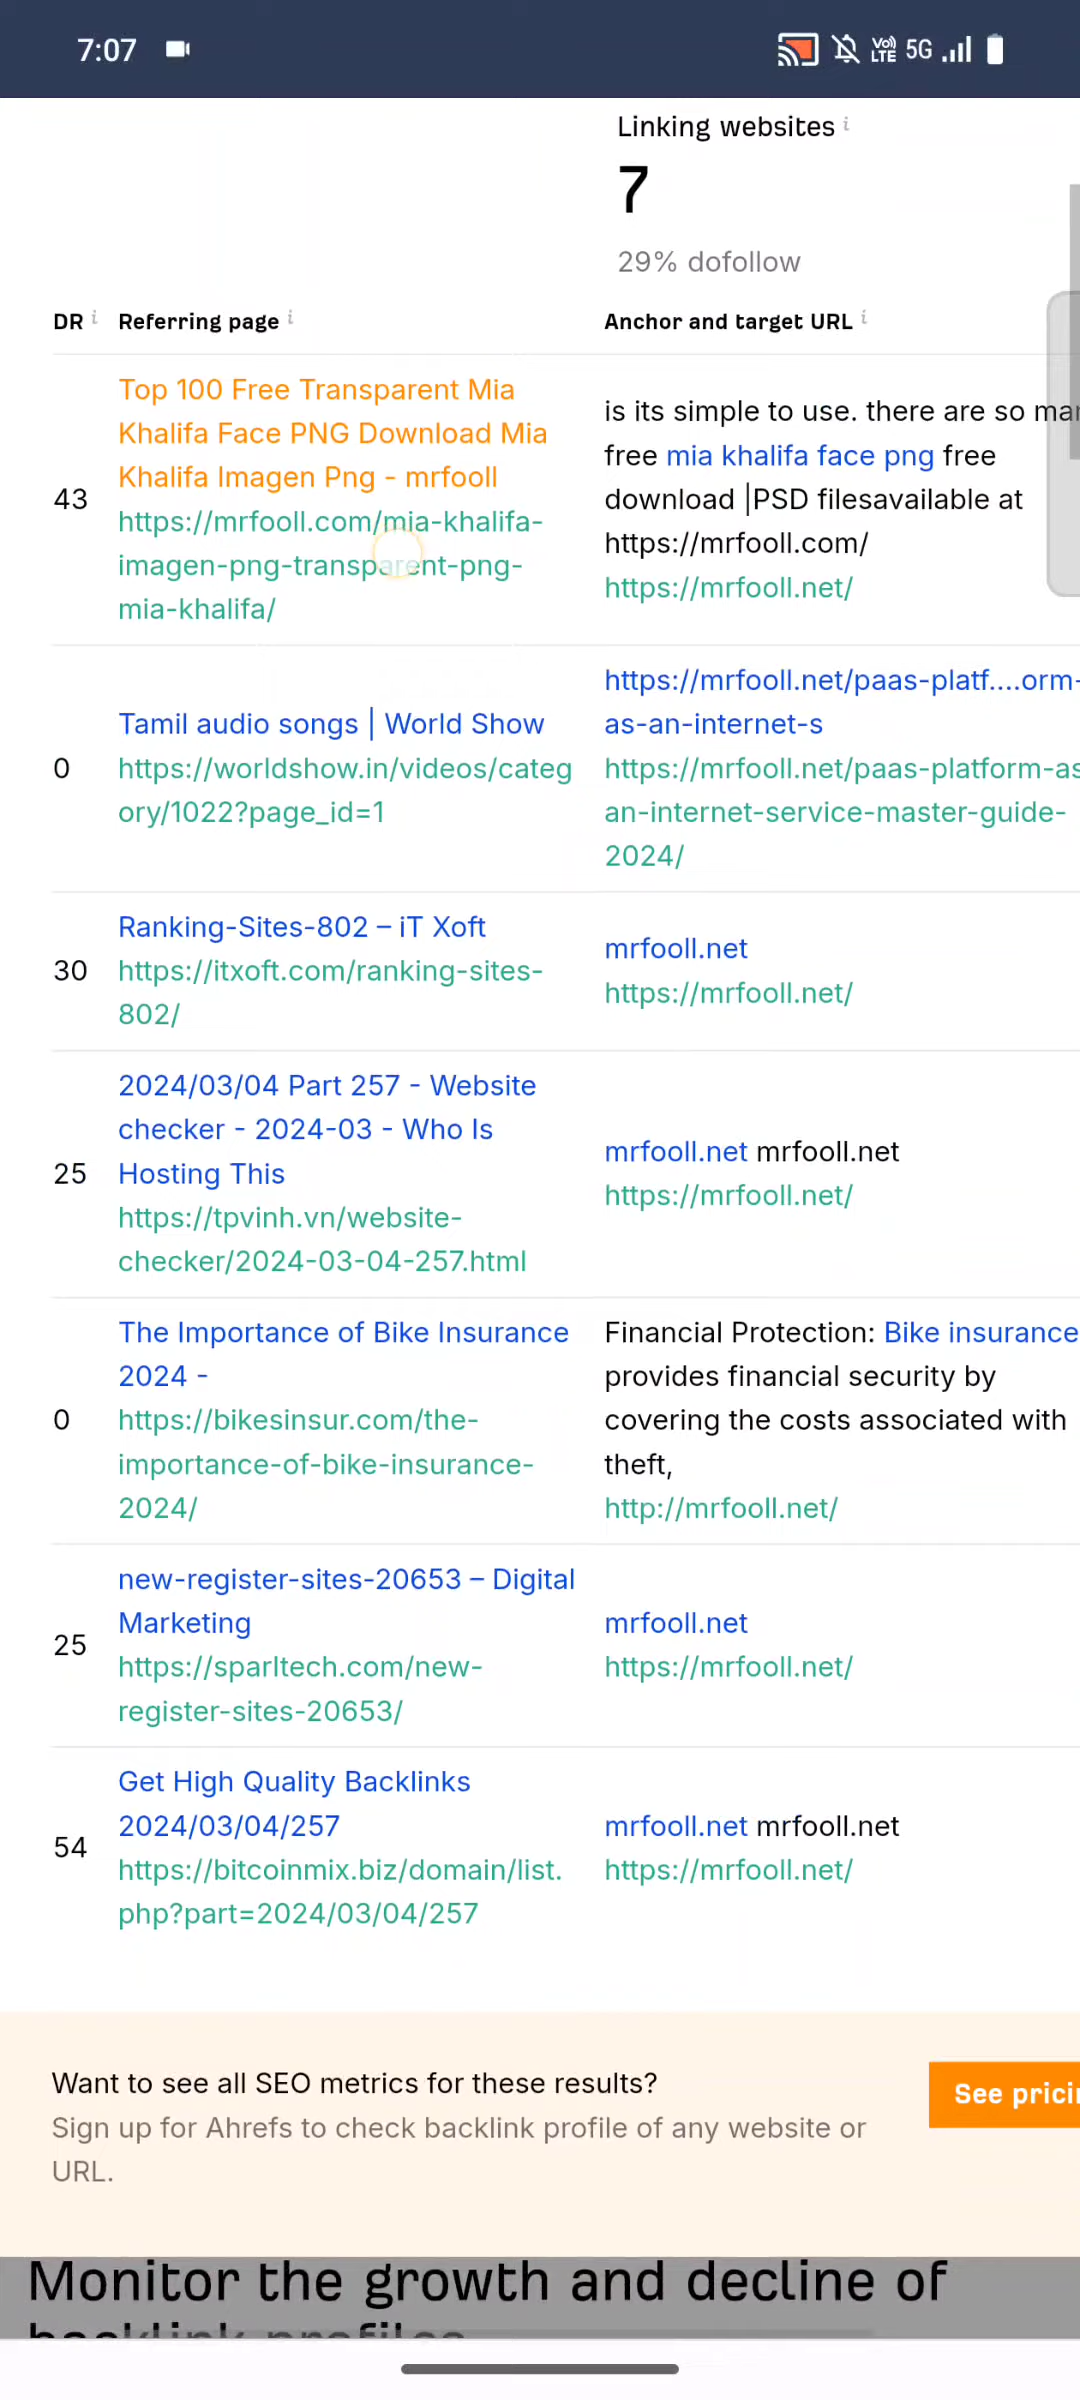 7:07
Vo) LTE 5G
Linking websites i
7
29% dofollow
DR i Referring page i Anchor and target URL i
43
Top 100 Free Transparent Mia
Khalifa Face PNG Download Mia
Khalifa Imagen Png - mrfooll
https://mrfooll.com/mia-khalifa-
imagen-png-transparent-png-
mia-khalifa/
is its simple to use. there are so
free mia khalifa face png free
download |PSD filesavailable at
https://mrfooll.com/
https://mrfooll.net/
0
Tamil audio songs | World Show
https://worldshow.in/videos/categ
ory/1022?page_id=1
https://mrfooll.net/paas-platf....orm-
as-an-internet-s
https://mrfooll.net/paas-platform-as
an-internet-service-master-guide-
2024/
30
Ranking-Sites-802 – iT Xoft
https://itxoft.com/ranking-sites-
802/
mrfooll.net
https://mrfooll.net/
25
2024/03/04 Part 257 - Website
checker - 2024-03 - Who Is
Hosting This
https://tpvinh.vn/website-
checker/2024-03-04-257.html
mrfooll.net mrfooll.net
https://mrfooll.net/
0
The Importance of Bike Insurance
2024 -
https://bikesinsur.com/the-
importance-of-bike-insurance-
2024/
Financial Protection: Bike insurance
provides financial security by
covering the costs associated with
theft,
http://mrfooll.net/
25
new-register-sites-20653 – Digital
Marketing
https://sparltech.com/new-
register-sites-20653/
mrfooll.net
https://mrfooll.net/
54
Get High Quality Backlinks
2024/03/04/257
https://bitcoinmix.biz/domain/list.
php?part=2024/03/04/257
mrfooll.net mrfooll.net
https://mrfooll.net/
Want to see all SEO metrics for these results?
Sign up for Ahrefs to check backlink profile of any website or
URL.
See
Monitor the growth and decline of